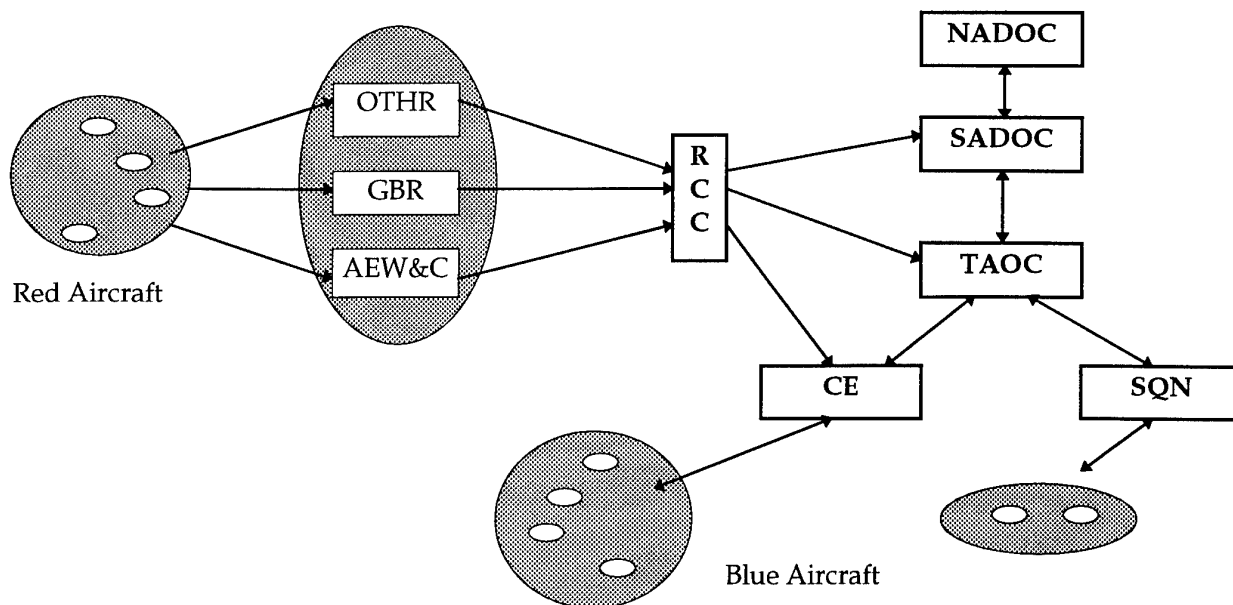 NADOC
OTHR
SADOC
R
C
C
GBR
AEW&C
TAOC
Red Aircraft
CE
SQN
Blue Aircraft